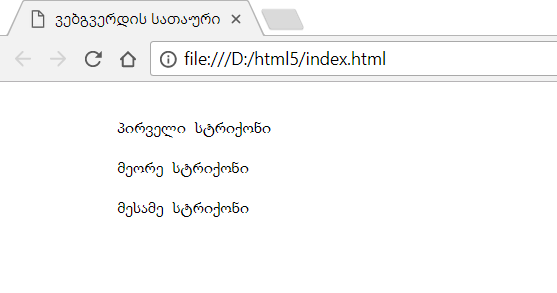 ვებგვერდის სათაური
file:///D:/html5/index.html
პირველი სტრიქონი
მეორე სტრიქონი
მესამე სტრიქონი